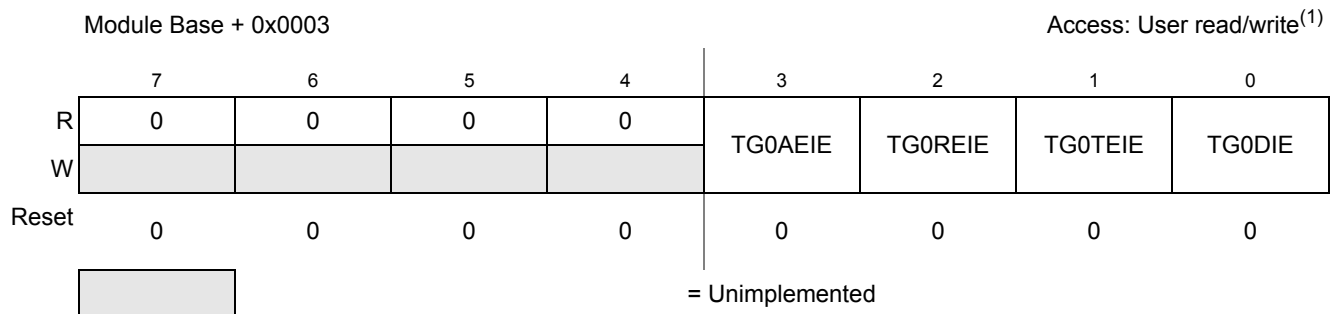 Module Base + 0x0003 Access: User read/write(1)
7 6 5 4 3 2 1 0
R 0 0 0 0 TG0AEIE TG0REIE TG0TEIE TG0DIE
W
Reset 0 0 0 0 0 0 0 0
= Unimplemented